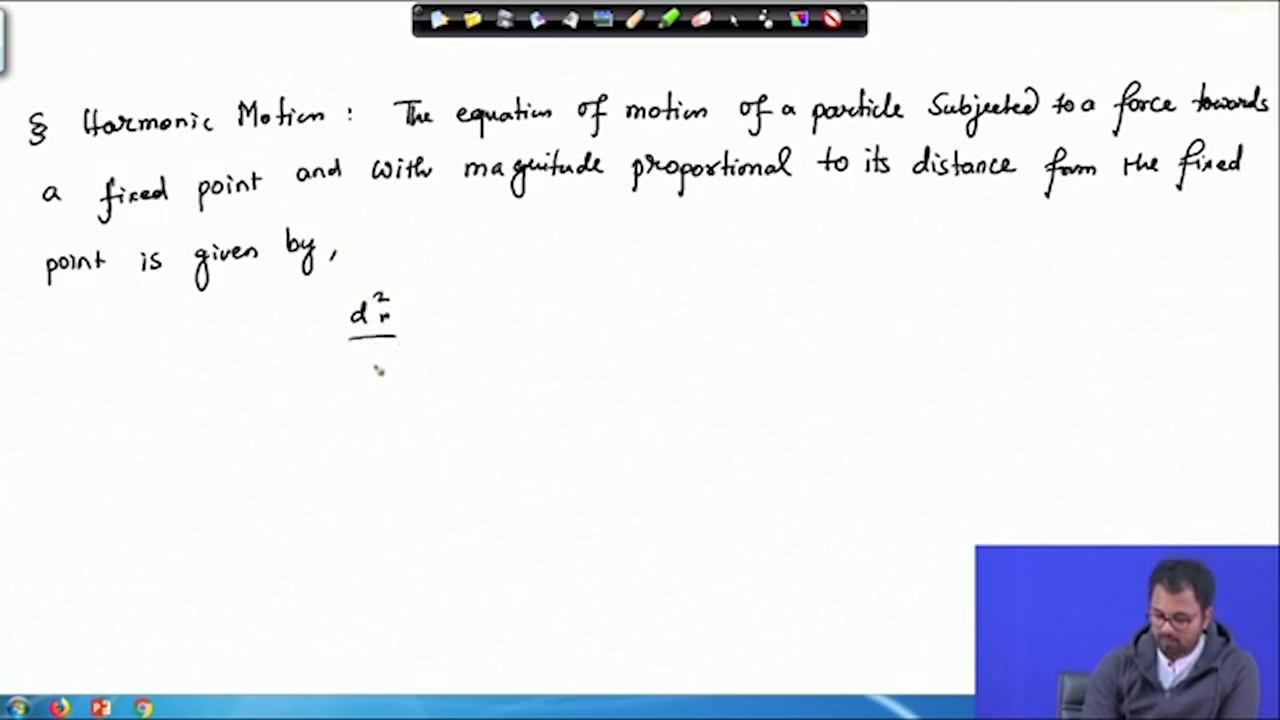 § Harmonic Motion : The equation of motion of a particle Subjected to a force towards
a fixed point and with magnitude proportional to its distance from the fixed
point is given by,
d²r